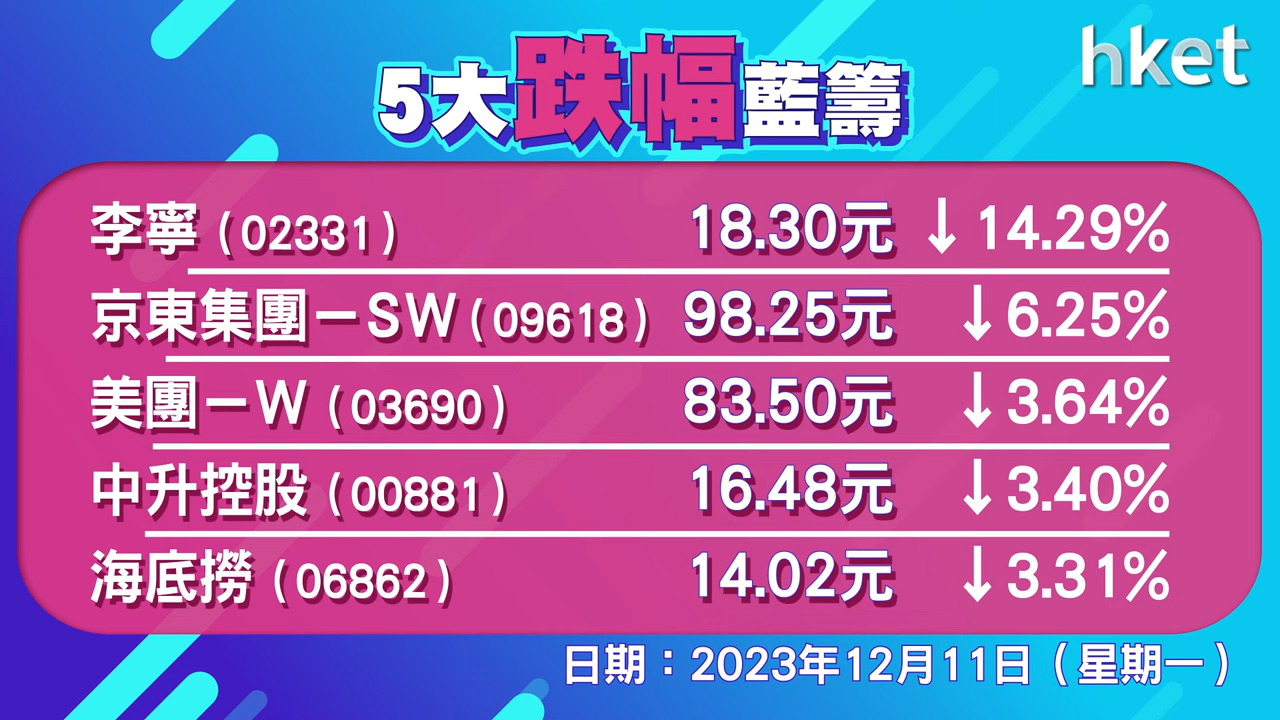 hket
5大跌幅藍籌
李寧（02331） 18.30元 ↓14.29%
京東集團－SW（09618） 98.25元 ↓6.25%
美團－W（03690） 83.50元 ↓3.64%
中升控股（00881） 16.48元 ↓3.40%
海底撈（06862） 14.02元 ↓3.31%
日期：2023年12月11日（星期一）